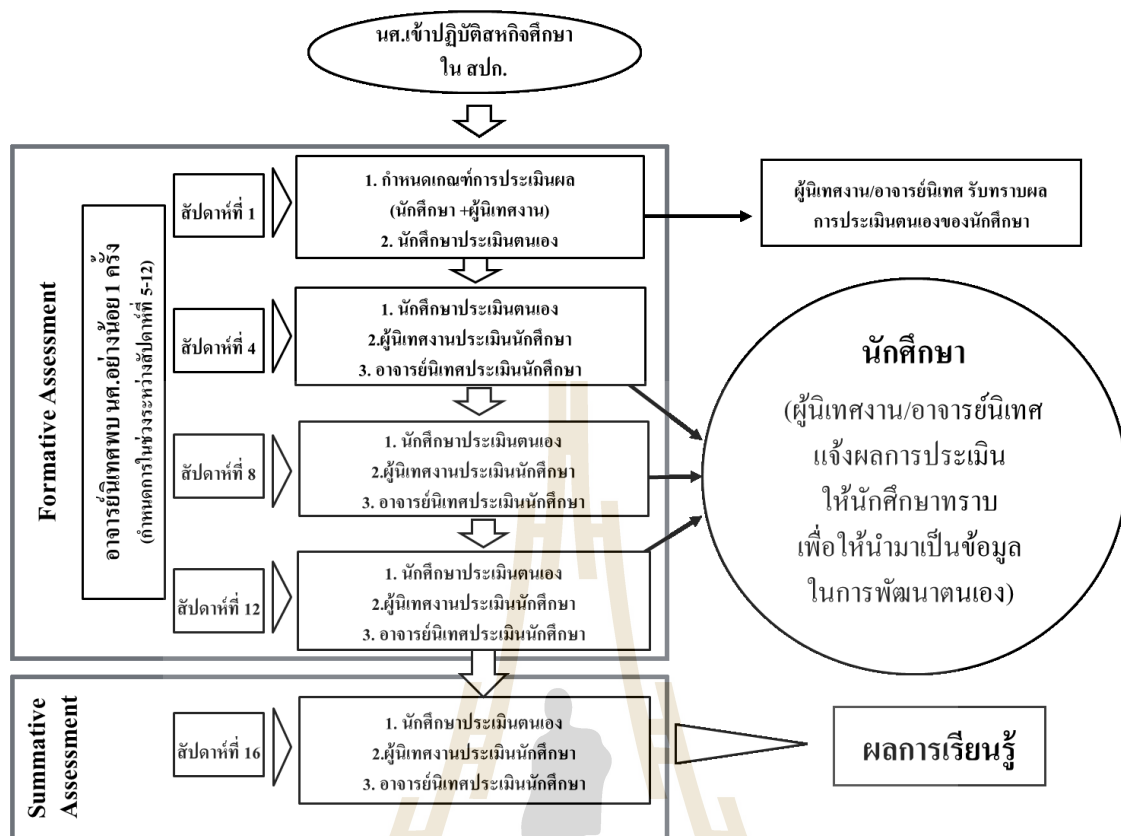 นศ.เข้าปฏิบัติสหกิจศึกษา
ใน สปก.
Formative Assessment
อาจารย์นิเทศพบ นศ.อย่างน้อย 1 ครั้ง
(กำหนดการในช่วงระหว่างสัปดาห์ที่ 5-12)
สัปดาห์ที่ 1
1. กำหนดเกณฑ์การประเมินผล
(นักศึกษา +ผู้นิเทศงาน)
2. นักศึกษาประเมินตนเอง
ผู้นิเทศงาน/อาจารย์นิเทศ รับทราบผล
การประเมินตนเองของนักศึกษา
สัปดาห์ที่ 4
1. นักศึกษาประเมินตนเอง
2.ผู้นิเทศงานประเมินนักศึกษา
3. อาจารย์นิเทศประเมินนักศึกษา
สัปดาห์ที่ 8
1. นักศึกษาประเมินตนเอง
2.ผู้นิเทศงานประเมินนักศึกษา
3. อาจารย์นิเทศประเมินนักศึกษา
สัปดาห์ที่ 12
1. นักศึกษาประเมินตนเอง
2.ผู้นิเทศงานประเมินนักศึกษา
3. อาจารย์นิเทศประเมินนักศึกษา
นักศึกษา
(ผู้นิเทศงาน/อาจารย์นิเทศ
แจ้งผลการประเมิน
ให้นักศึกษาทราบ
เพื่อให้นำมาเป็นข้อมูล
ในการพัฒนาตนเอง)
Summative
Assessment
สัปดาห์ที่ 16
1. นักศึกษาประเมินตนเอง
2.ผู้นิเทศงานประเมินนักศึกษา
3. อาจารย์นิเทศประเมินนักศึกษา
ผลการเรียนรู้